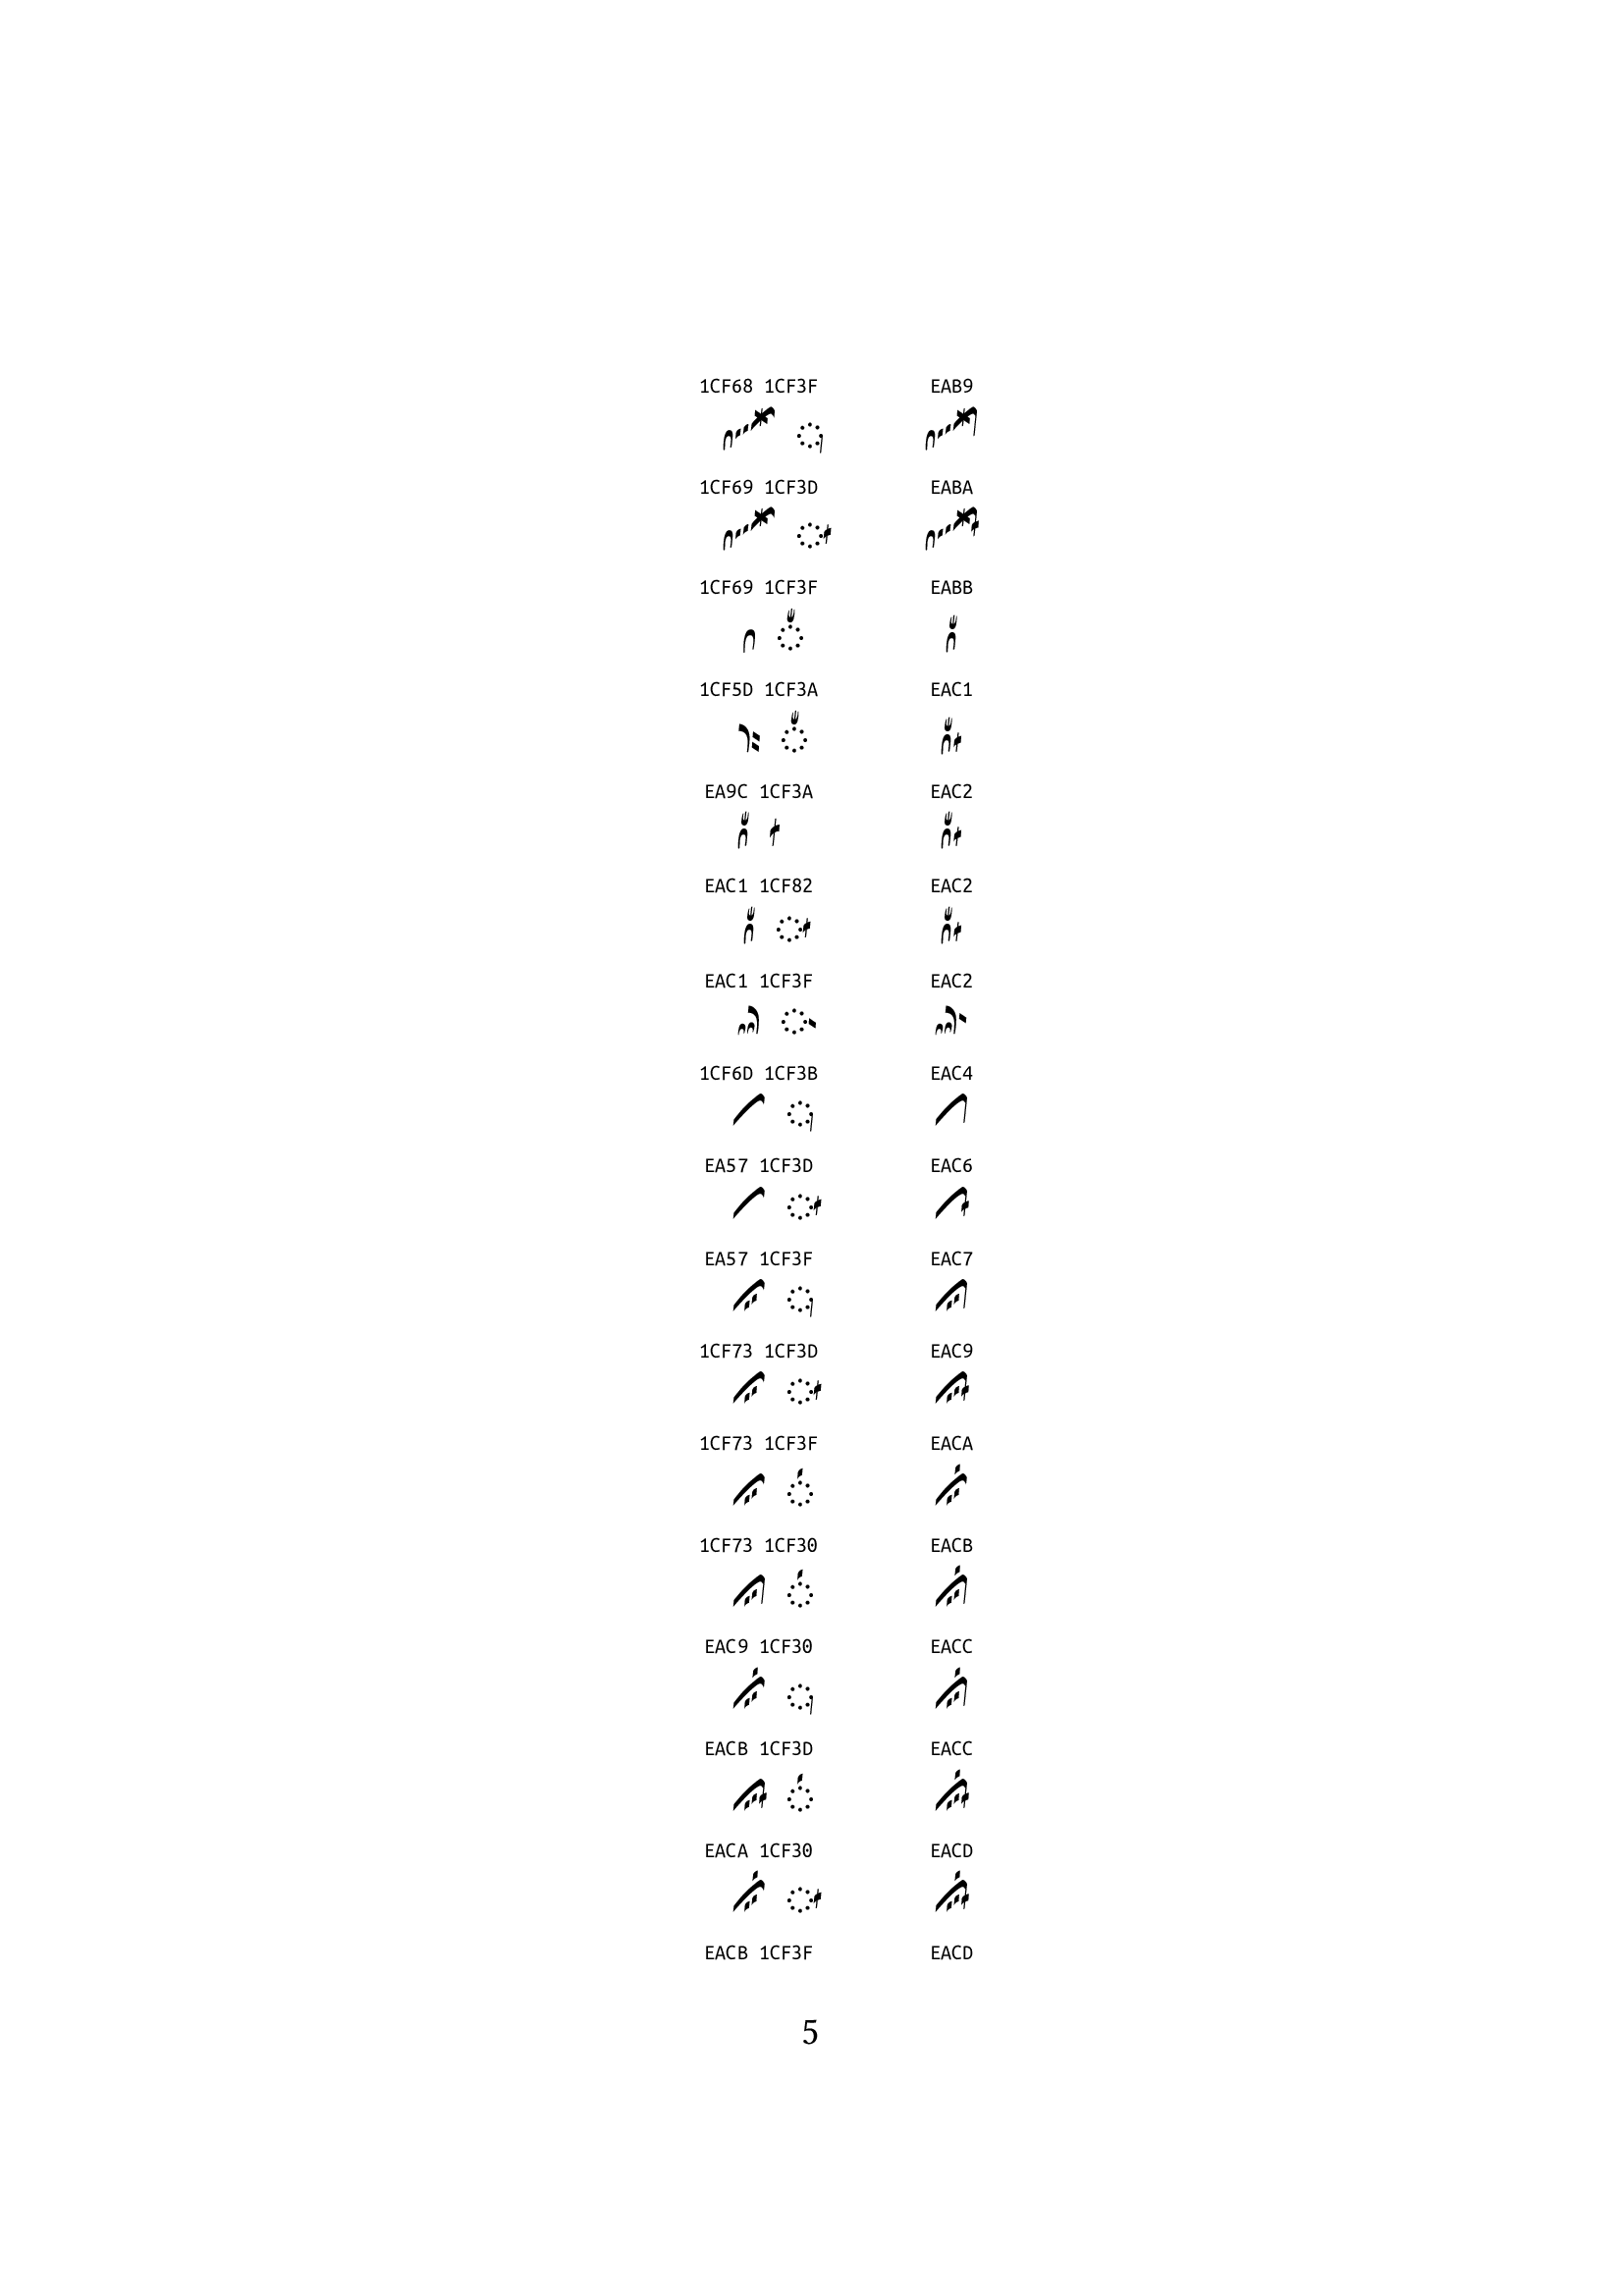 1CF68 1CF3F EAB9
1CF69 1CF3D EABA
1CF69 1CF3F EABB
1CF5D 1CF3A EAC1
EA9C 1CF3A EAC2
EAC1 1CF82 EAC2
EAC1 1CF3F EAC2
1CF6D 1CF3B EAC4
EA57 1CF3D EAC6
EA57 1CF3F EAC7
1CF73 1CF3D EAC9
1CF73 1CF3F EACA
1CF73 1CF30 EACB
EAC9 1CF30 EACC
EACB 1CF3D EACC
EACA 1CF30 EACD
EACB 1CF3F EACD
5